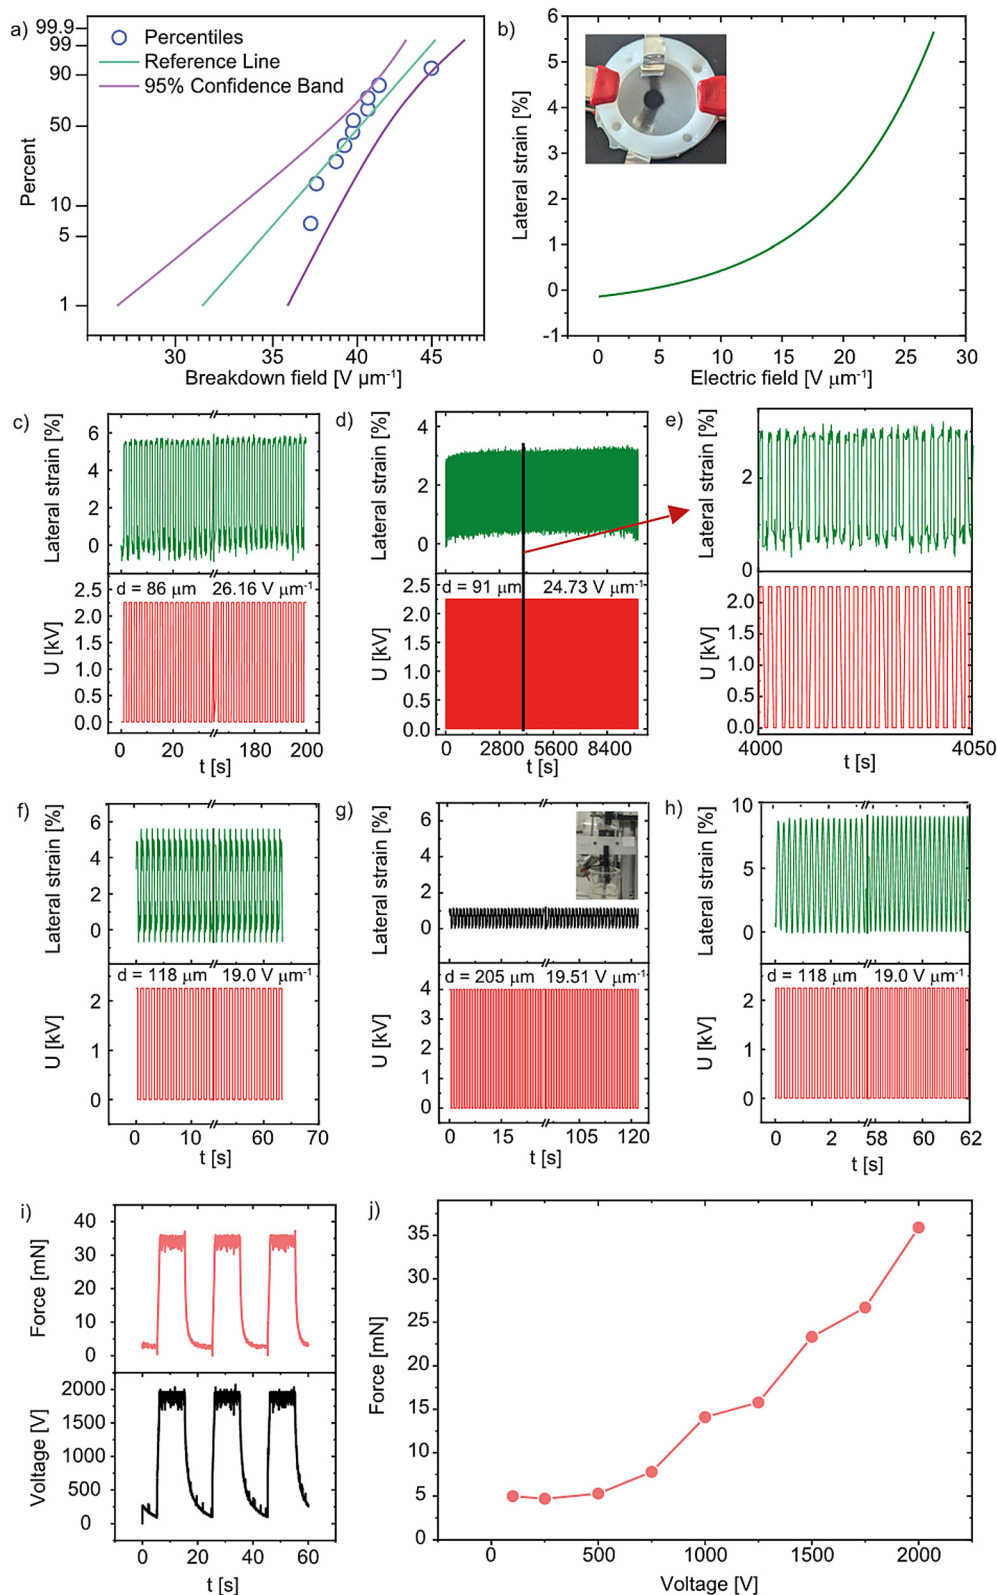 a)
99.9
99
90
50
10
5
1
Percent
Percentiles
Reference Line
95% Confidence Band
30
40
45
Breakdown field [V µm⁻¹]
b)
6
5
4
3
2
1
0
-1
Lateral strain [%]
0
5
10
15
20
25
30
Electric field [V µm⁻¹]
c)
Lateral strain [%]
6
4
2
0
d = 86 µm
26.16 V µm⁻¹
U [kV]
2.5
2.0
1.5
1.0
0.5
0.0
0
20
180
200
t [s]
d)
Lateral strain [%]
4
2
0
d = 91 µm
24.73 V µm⁻¹
U [kV]
2.5
2.0
1.5
1.0
0.5
0.0
0
2800
5600
8400
t [s]
e)
Lateral strain [%]
2
0
U [kV]
2.0
1.5
1.0
0.5
0.0
4000
4050
t [s]
f)
Lateral strain [%]
6
4
2
0
d = 118 µm
19.0 V µm⁻¹
U [kV]
2
1
0
0
10
60
70
t [s]
g)
Lateral strain [%]
6
4
2
0
d = 205 µm
19.51 V µm⁻¹
U [kV]
4
3
2
1
0
0
15
105
120
t [s]
h)
Lateral strain [%]
10
5
0
d = 118 µm
19.0 V µm⁻¹
U [kV]
2
1
0
0
2
58
60
62
t [s]
i)
Force [mN]
40
30
20
10
0
Voltage [V]
2000
1500
1000
500
0
0
20
40
60
t [s]
j)
Force [mN]
35
30
25
20
15
10
5
0
0
500
1000
1500
2000
Voltage [V]